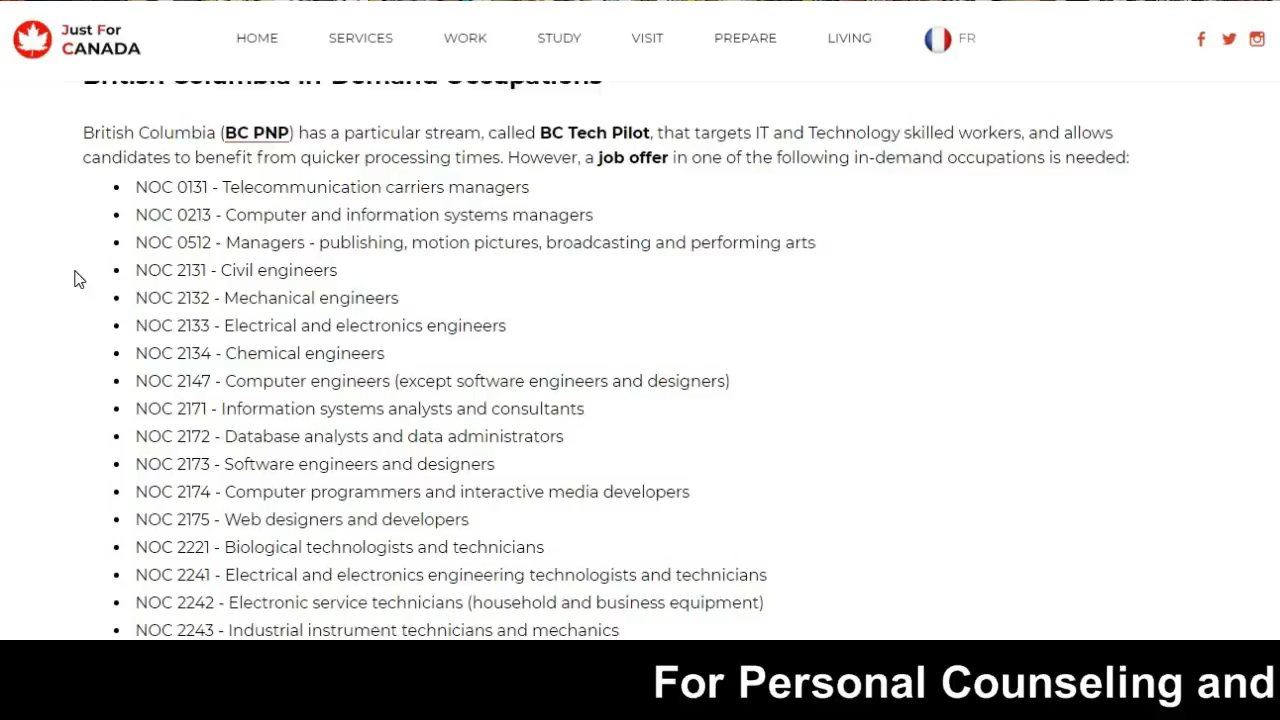 Just For
CANADA
HOME SERVICES WORK STUDY VISIT PREPARE LIVING FR
British Columbia In-Demand Occupations
British Columbia (BC PNP) has a particular stream, called BC Tech Pilot, that targets IT and Technology skilled workers, and allows
candidates to benefit from quicker processing times. However, a job offer in one of the following in-demand occupations is needed:
• NOC 0131 - Telecommunication carriers managers
• NOC 0213 - Computer and information systems managers
• NOC 0512 - Managers - publishing, motion pictures, broadcasting and performing arts
• NOC 2131 - Civil engineers
• NOC 2132 - Mechanical engineers
• NOC 2133 - Electrical and electronics engineers
• NOC 2134 - Chemical engineers
• NOC 2147 - Computer engineers (except software engineers and designers)
• NOC 2171 - Information systems analysts and consultants
• NOC 2172 - Database analysts and data administrators
• NOC 2173 - Software engineers and designers
• NOC 2174 - Computer programmers and interactive media developers
• NOC 2175 - Web designers and developers
• NOC 2221 - Biological technologists and technicians
• NOC 2241 - Electrical and electronics engineering technologists and technicians
• NOC 2242 - Electronic service technicians (household and business equipment)
• NOC 2243 - Industrial instrument technicians and mechanics
For Personal Counseling and